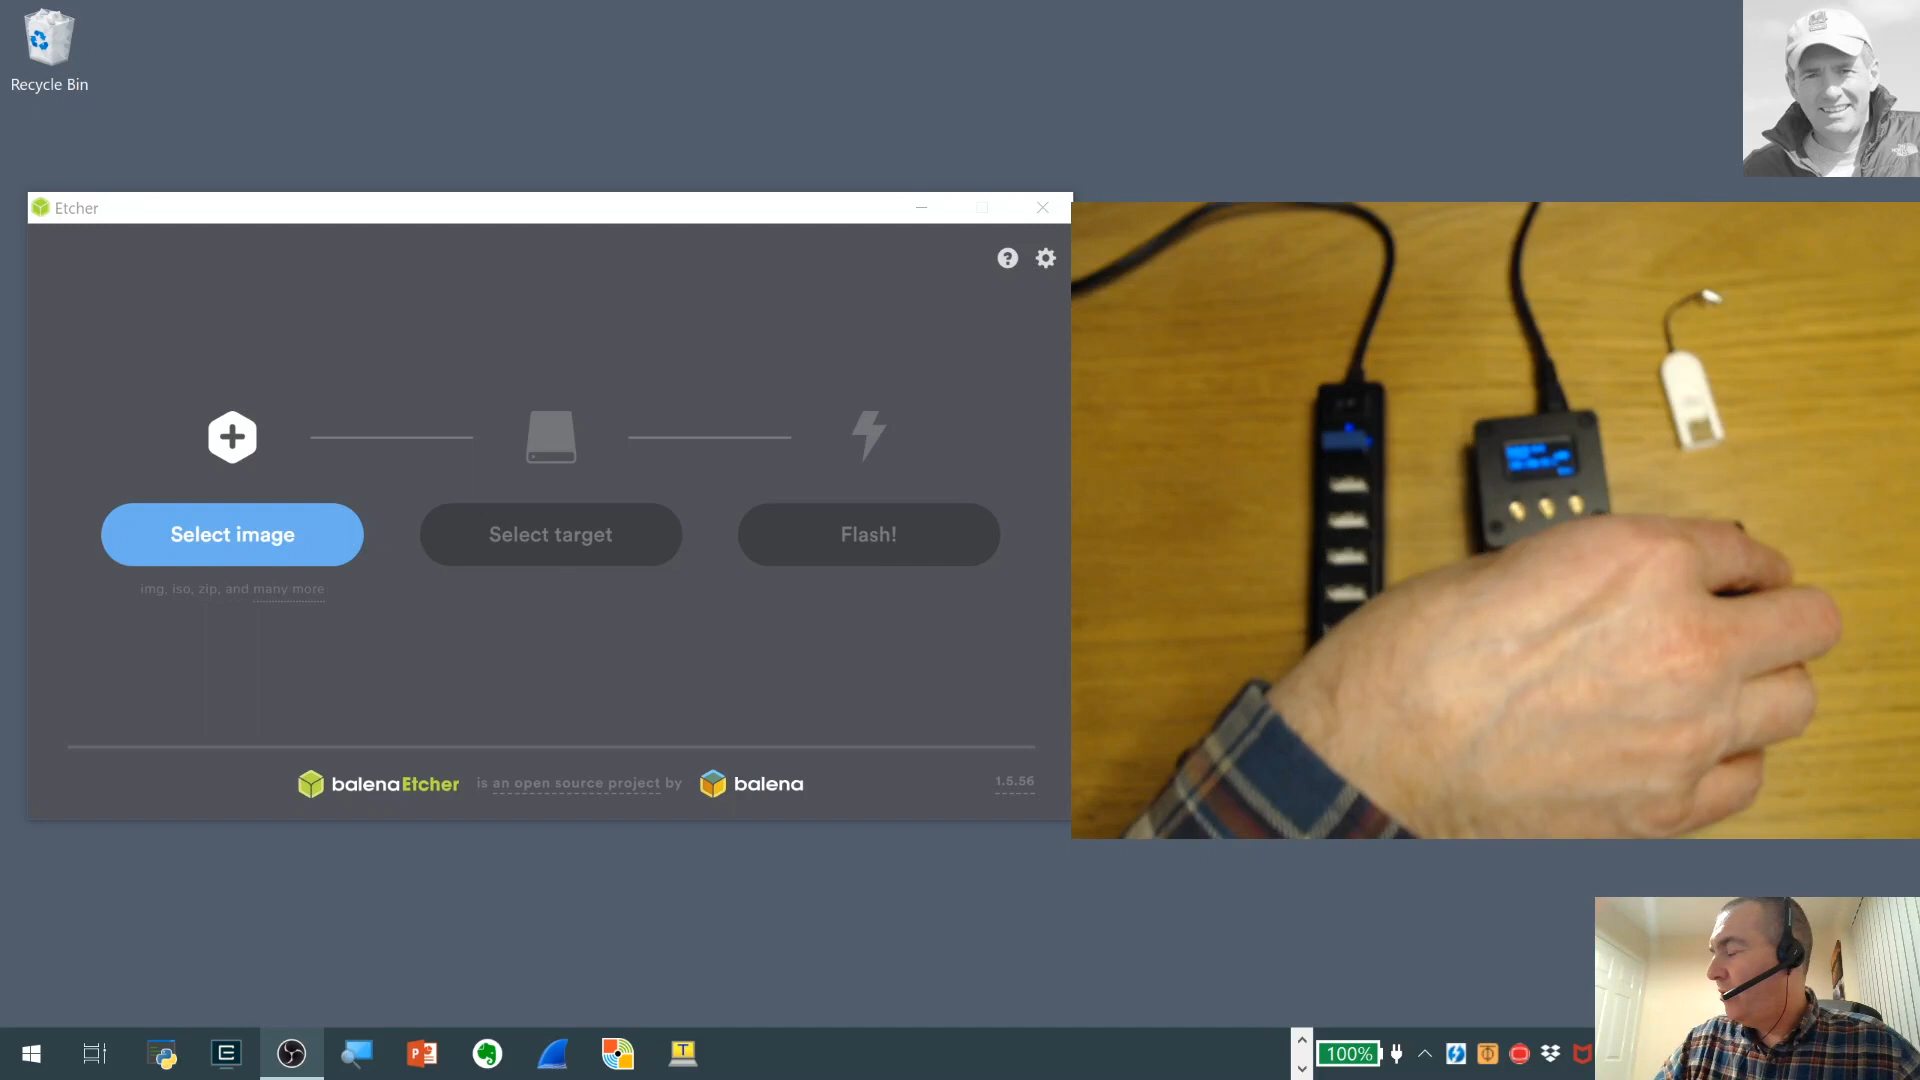 Recycle Bin
Etcher
Select image
Select target
Flash!
img, iso, zip, and many more
balenaEtcher is an open source project by balena
1.5.56
100%